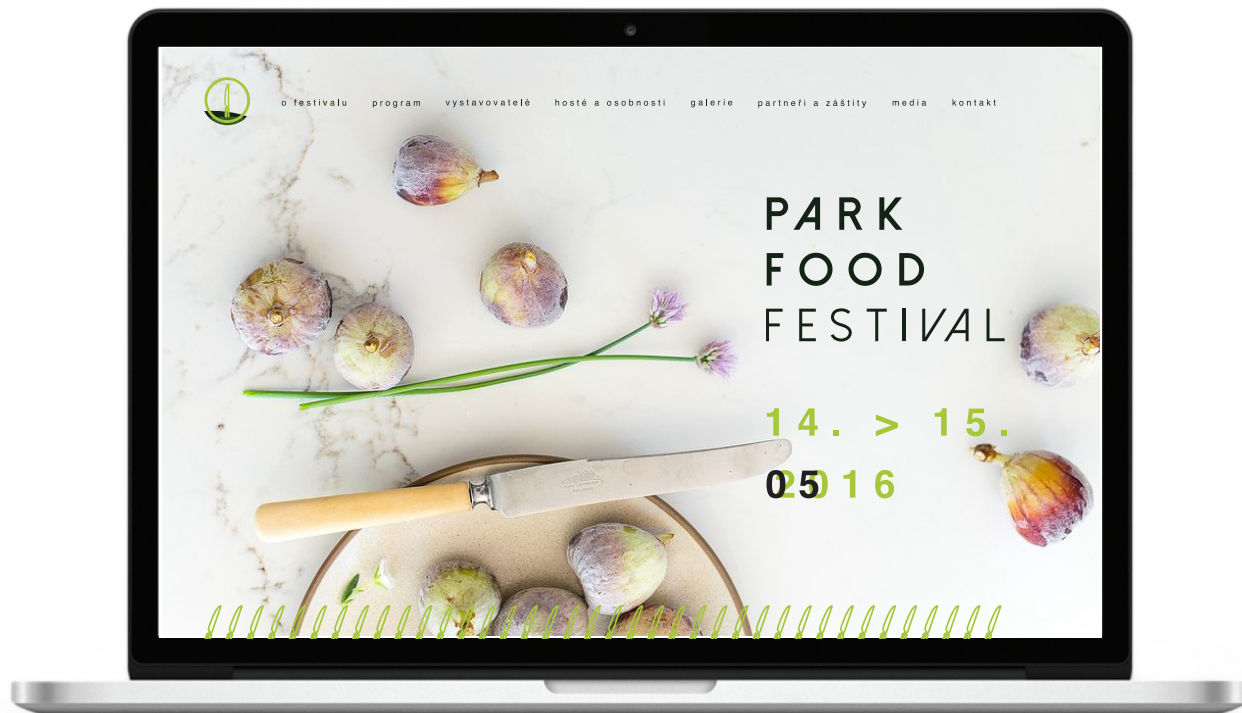 o festivalu program vystavovatelé hosté a osobnosti galerie partneři a záštity media kontakt
PARK
FOOD
FESTIVAL
14. > 15.
05
2016